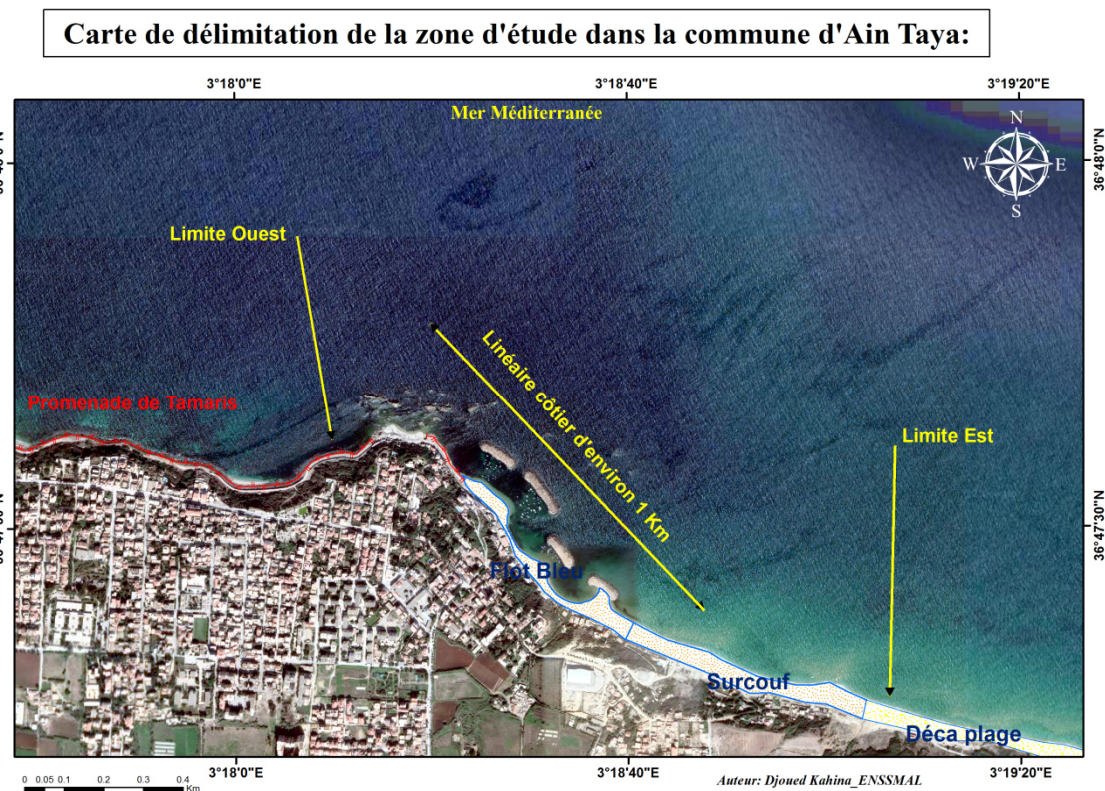 Carte de délimitation de la zone d'étude dans la commune d'Ain Taya:
3°18'0"E
3°18'40"E
3°19'20"E
Mer Méditerranée
N
W
E
S
36°48'0"N
Limite Ouest
Linéaire côtier d'environ 1 Km
Promenade de Tamaris
Limite Est
36°47'30"N
Flot Bleu
Surcouf
Déca plage
3°18'0"E
3°18'40"E
3°19'20"E
0 0.05 0.1 0.2 0.3 0.4
Km
Auteur: Djoued Kahina_ENSSMAL